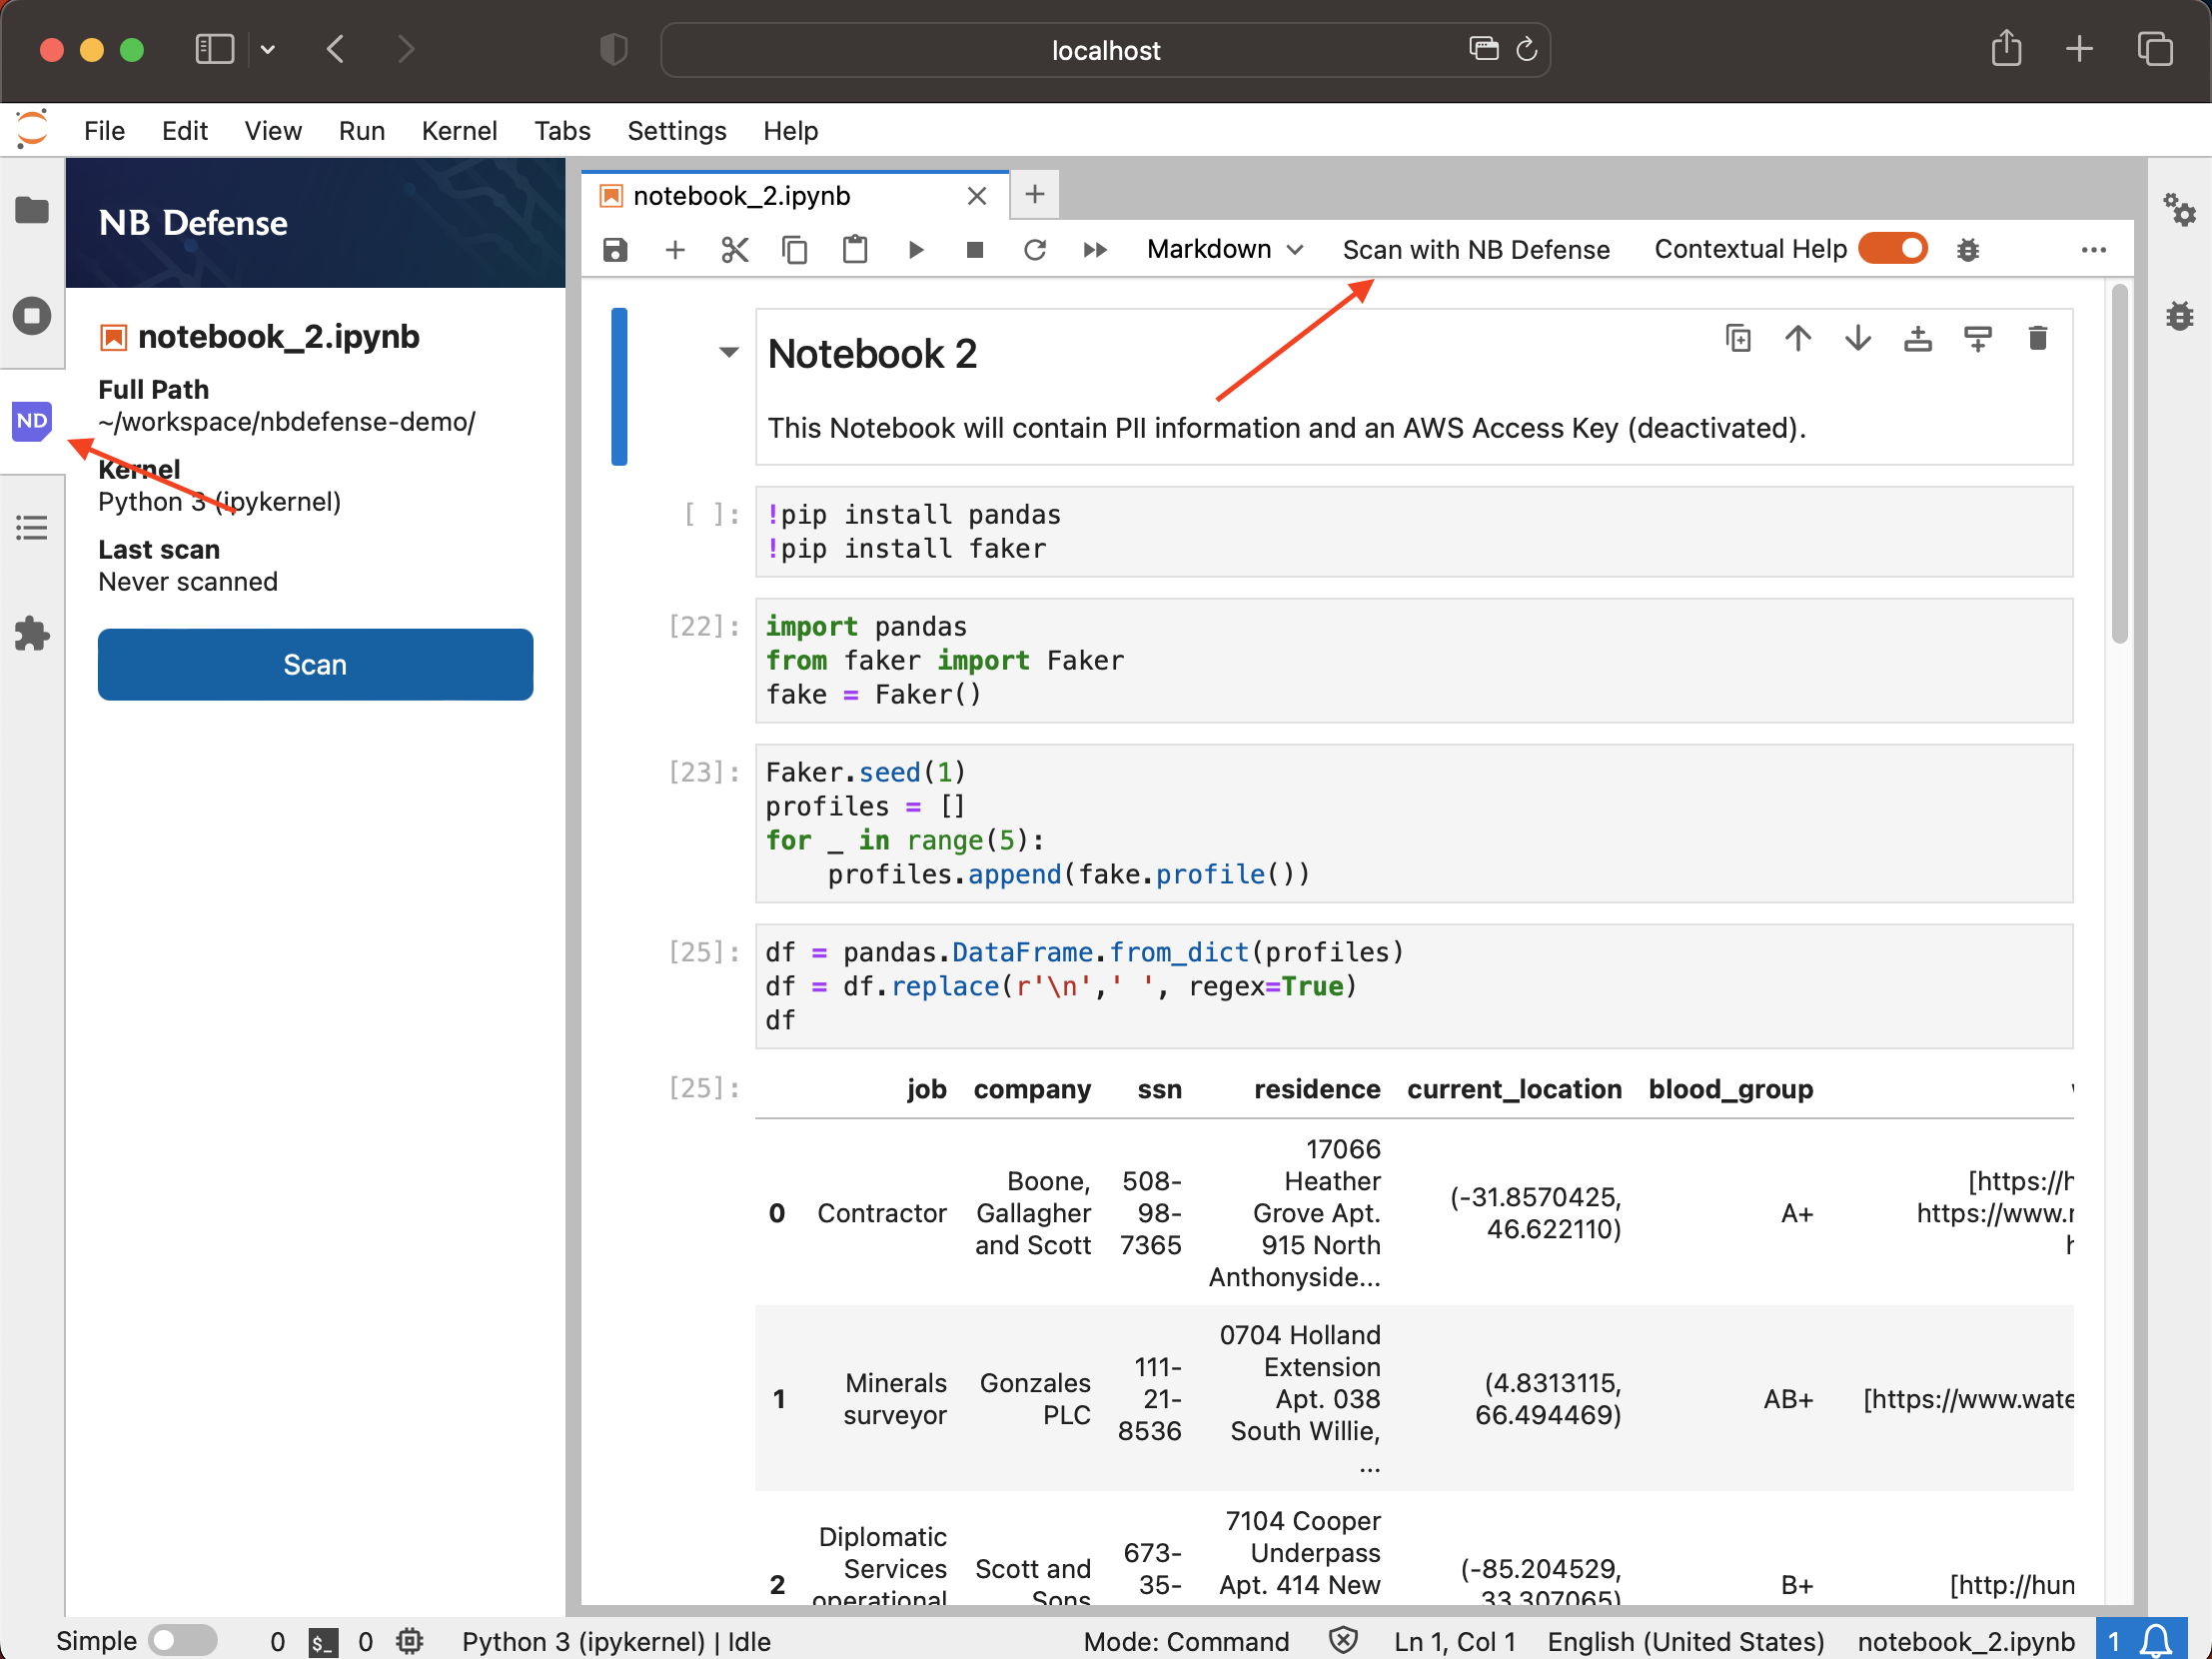 localhost
File Edit View Run Kernel Tabs Settings Help
NB Defense
notebook_2.ipynb
Full Path
~/workspace/nbdefense-demo/
ND
Kernel
Python 3 (ipykernel)
Last scan
Never scanned
Scan
notebook_2.ipynb
Markdown Scan with NB Defense Contextual Help
Notebook 2
This Notebook will contain PII information and an AWS Access Key (deactivated).
[ ]: !pip install pandas
!pip install faker
[22]: import pandas
from faker import Faker
fake = Faker()
[23]: Faker.seed(1)
profiles = []
for _ in range(5):
    profiles.append(fake.profile())
[25]: df = pandas.DataFrame.from_dict(profiles)
df = df.replace(r'\n',' ', regex=True)
df
[25]: job company ssn residence current_location blood_group
0 Contractor Boone, Gallagher and Scott 508-98-7365 17066 Heather Grove Apt. 915 North Anthonyside... (-31.8570425, 46.622110) A+ [https://h https://www.r h
1 Minerals surveyor Gonzales PLC 111-21-8536 0704 Holland Extension Apt. 038 South Willie, ... (4.8313115, 66.494469) AB+ [https://www.wate
2 Diplomatic Services operational Scott and Sons 673-35- 7104 Cooper Underpass Apt. 414 New (-85.204529, 33.307065) B+ [http://hun
Simple 0 $_ 0 Python 3 (ipykernel) | Idle Mode: Command Ln 1, Col 1 English (United States) notebook_2.ipynb 1